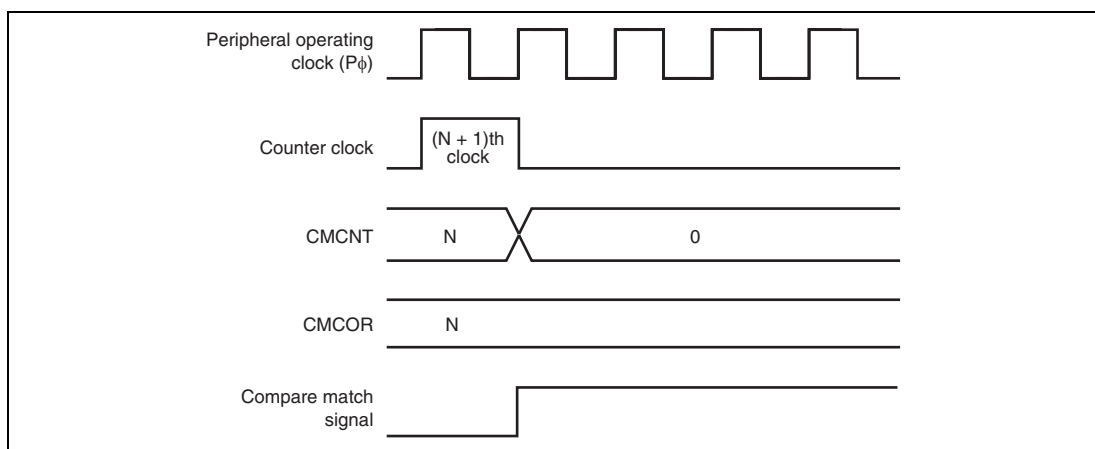 Peripheral operating
clock (Pϕ)
Counter clock
(N + 1)th
clock
CMCNT
N
0
CMCOR
N
Compare match
signal